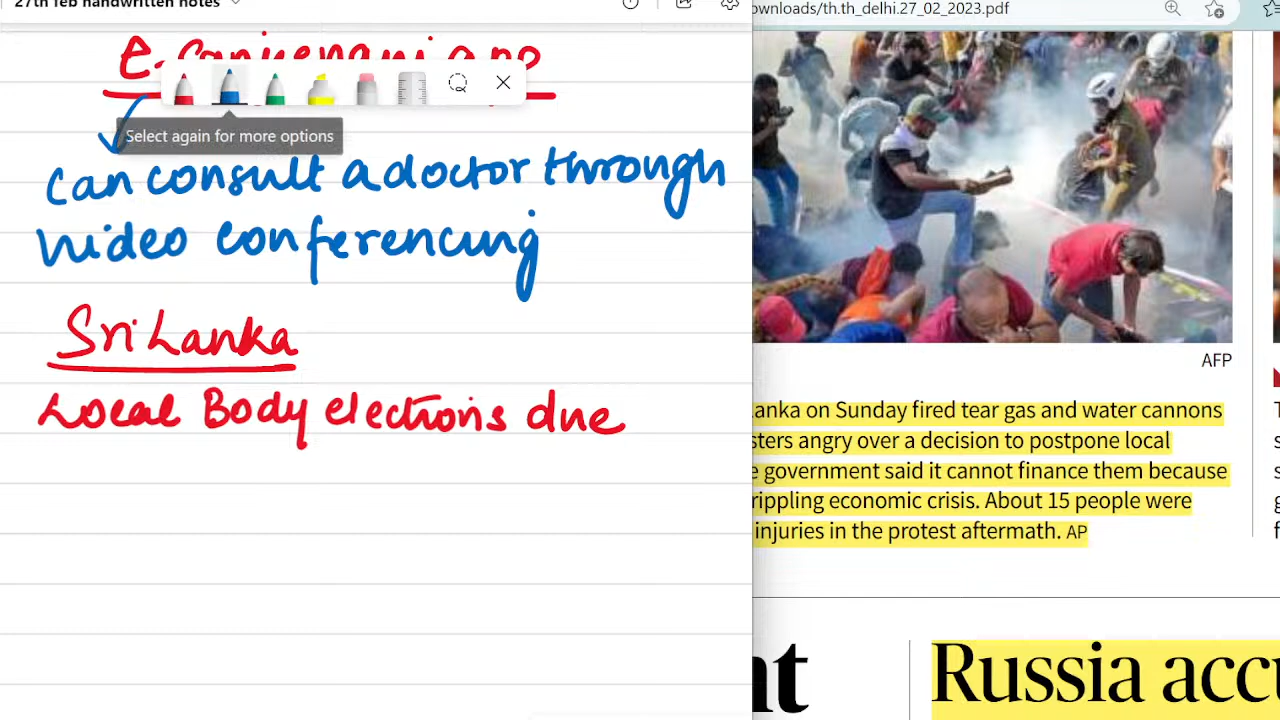 27th feb handwritten notes
e.
Select again for more options
can consult a doctor through
video conferencing
Sri Lanka
Local Body elections due
ownloads/th.th_delhi.27_02_2023.pdf
AFP
anka on Sunday fired tear gas and water cannons
sters angry over a decision to postpone local
e government said it cannot finance them because
rippling economic crisis. About 15 people were
injuries in the protest aftermath. AP
nt
Russia accu